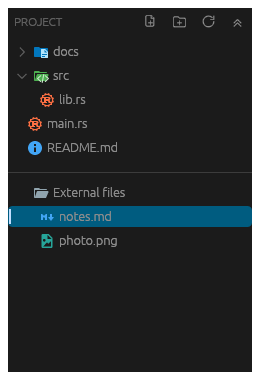 PROJECT
docs
src
lib.rs
main.rs
README.md
External files
notes.md
photo.png